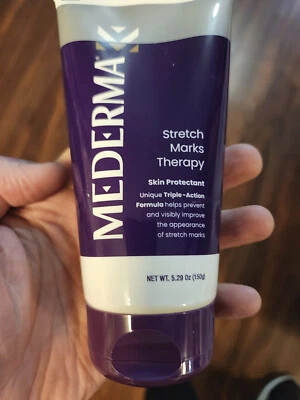 MEDERMA
Stretch
Marks
Therapy
Skin Protectant
Unique Triple-Action
Formula helps prevent
and visibly improve
the appearance
of stretch marks
NET WT. 5.29 Oz (150g)